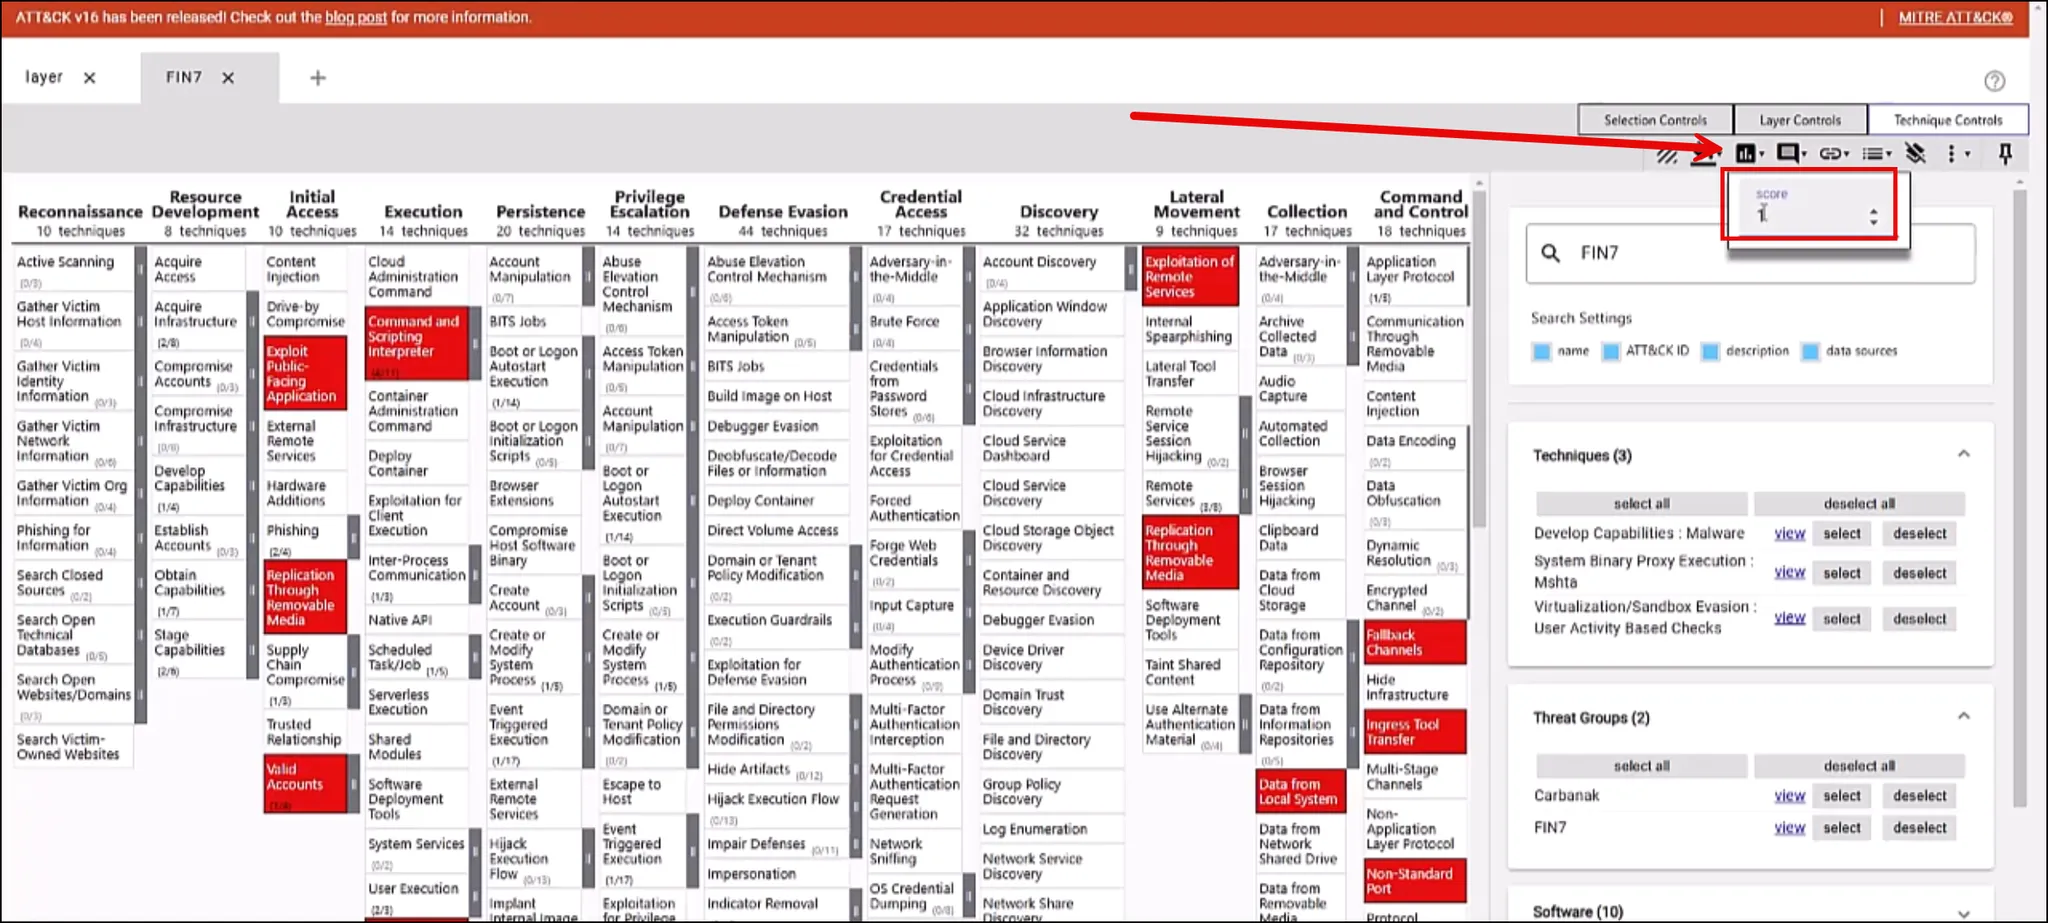 ATT&CK v16 has been released! Check out the blog post for more information.
MITRE ATT&CK®
layer
FIN7
Selection Controls
Layer Controls
Technique Controls
score
1
FIN7
Search Settings
name
ATT&CK ID
description
data sources
Techniques (3)
select all
deselect all
Develop Capabilities : Malware
view
select
deselect
System Binary Proxy Execution :
Mshta
view
select
deselect
Virtualization/Sandbox Evasion :
User Activity Based Checks
view
select
deselect
Threat Groups (2)
select all
deselect all
Carbanak
view
select
deselect
FIN7
view
select
deselect
Software (10)
Reconnaissance
10 techniques
Active Scanning
(0/3)
Gather Victim
Host Information
(0/4)
Gather Victim
Identity
Information (0/3)
Gather Victim
Network
Information (0/6)
Gather Victim Org
Information (0/4)
Phishing for
Information (0/4)
Search Closed
Sources (0/2)
Search Open
Technical
Databases (0/5)
Search Open
Websites/Domains
(0/3)
Search Victim-
Owned Websites
Resource
Development
8 techniques
Acquire
Access
Acquire
Infrastructure
(2/8)
Compromise
Accounts (0/3)
Compromise
Infrastructure
(0/8)
Develop
Capabilities
(1/4)
Establish
Accounts (0/3)
Obtain
Capabilities
(1/7)
Stage
Capabilities
(2/6)
Initial
Access
10 techniques
Content
Injection
Drive-by
Compromise
Exploit
Public-
Facing
Application
External
Remote
Services
Hardware
Additions
Phishing
(2/4)
Replication
Through
Removable
Media
Supply
Chain
Compromise
(1/3)
Trusted
Relationship
Valid
Accounts
(1/4)
Execution
14 techniques
Cloud
Administration
Command
Command and
Scripting
Interpreter
(4/11)
Container
Administration
Command
Deploy
Container
Exploitation for
Client
Execution
Inter-Process
Communication
(1/3)
Native API
Scheduled
Task/Job (1/5)
Serverless
Execution
Shared
Modules
Software
Deployment
Tools
System Services
(0/2)
User Execution
(2/3)
Persistence
20 techniques
Account
Manipulation
(0/7)
BITS Jobs
Boot or Logon
Autostart
Execution
(1/14)
Boot or Logon
Initialization
Scripts (0/5)
Browser
Extensions
Compromise
Host Software
Binary
Create
Account (0/3)
Create or
Modify
System
Process (1/5)
Event
Triggered
Execution
(1/17)
External
Remote
Services
Hijack
Execution
Flow (0/13)
Implant
Internal Image
Privilege
Escalation
14 techniques
Abuse
Elevation
Control
Mechanism
(0/6)
Access Token
Manipulation
(0/5)
Account
Manipulation
(0/7)
Boot or
Logon
Autostart
Execution
(1/14)
Boot or
Logon
Initialization
Scripts (0/5)
Create or
Modify
System
Process (1/5)
Domain or
Tenant Policy
Modification
(0/2)
Escape to
Host
Event
Triggered
Execution
(1/17)
Exploitation
for Privilege
Defense Evasion
44 techniques
Abuse Elevation
Control Mechanism
(0/6)
Access Token
Manipulation (0/5)
BITS Jobs
Build Image on Host
Debugger Evasion
Deobfuscate/Decode
Files or Information
Deploy Container
Direct Volume Access
Domain or Tenant
Policy Modification
(0/2)
Execution Guardrails
(0/2)
Exploitation for
Defense Evasion
File and Directory
Permissions
Modification (0/2)
Hide Artifacts (0/12)
Hijack Execution Flow
(0/13)
Impair Defenses (0/11)
Impersonation
Indicator Removal
Credential
Access
17 techniques
Adversary-in-
the-Middle
(0/4)
Brute Force
(0/4)
Credentials
from
Password
Stores (0/6)
Exploitation
for Credential
Access
Forced
Authentication
Forge Web
Credentials
(0/2)
Input Capture
(0/4)
Modify
Authentication
Process (0/9)
Multi-Factor
Authentication
Interception
Multi-Factor
Authentication
Request
Generation
Network
Sniffing
OS Credential
Dumping (0/8)
Discovery
32 techniques
Account Discovery
(0/4)
Application Window
Discovery
Browser Information
Discovery
Cloud Infrastructure
Discovery
Cloud Service
Dashboard
Cloud Service
Discovery
Cloud Storage Object
Discovery
Container and
Resource Discovery
Debugger Evasion
Device Driver
Discovery
Domain Trust
Discovery
File and Directory
Discovery
Group Policy
Discovery
Log Enumeration
Network Service
Discovery
Network Share
Discovery
Lateral
Movement
9 techniques
Exploitation of
Remote
Services
Internal
Spearphishing
Lateral Tool
Transfer
Remote
Service
Session
Hijacking (0/2)
Remote
Services (3/8)
Replication
Through
Removable
Media
Software
Deployment
Tools
Taint Shared
Content
Use Alternate
Authentication
Material (0/4)
Collection
17 techniques
Adversary-in-
the-Middle
(0/4)
Archive
Collected
Data (0/3)
Audio
Capture
Automated
Collection
Browser
Session
Hijacking
Clipboard
Data
Data from
Cloud
Storage
Data from
Configuration
Repository
(0/2)
Data from
Information
Repositories
(0/5)
Data from
Local System
Data from
Network
Shared Drive
Data from
Removable
Media
Command
and Control
18 techniques
Application
Layer Protocol
(1/5)
Communication
Through
Removable
Media
Content
Injection
Data Encoding
(0/2)
Data
Obfuscation
(0/3)
Dynamic
Resolution (0/3)
Encrypted
Channel (0/2)
Fallback
Channels
Hide
Infrastructure
Ingress Tool
Transfer
Multi-Stage
Channels
Non-
Application
Layer Protocol
Non-Standard
Port
Protocol